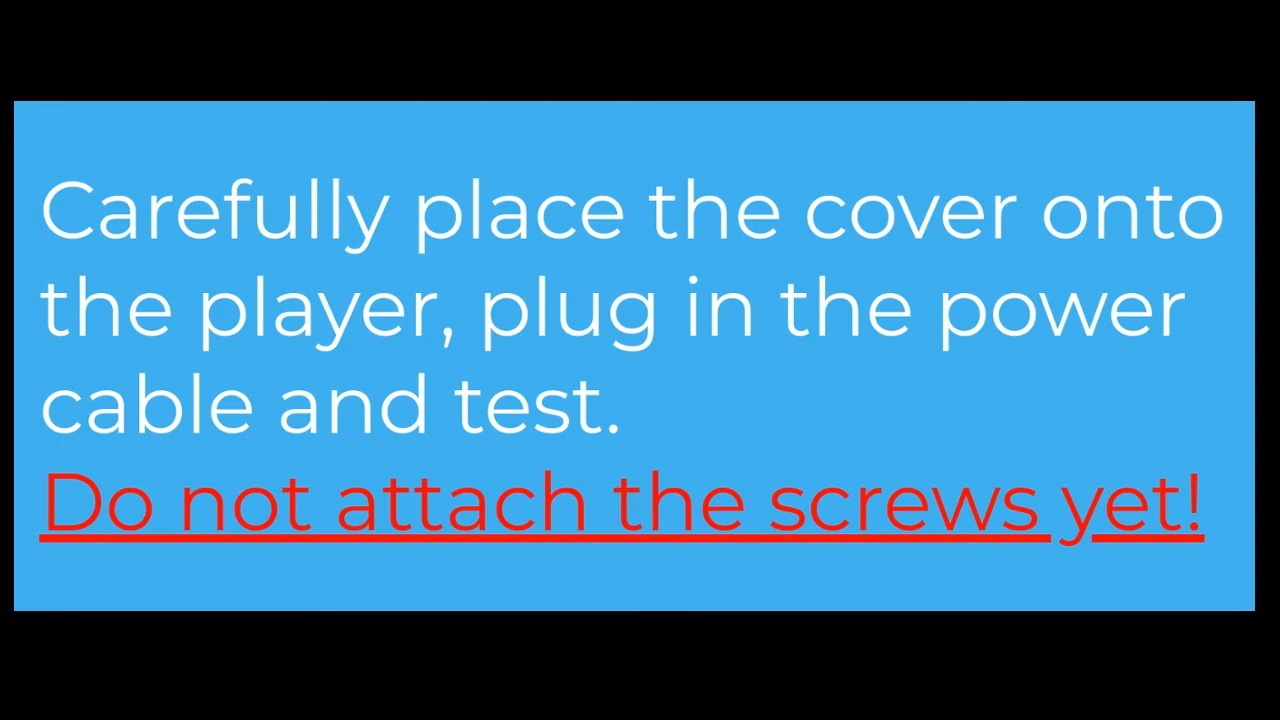 Carefully place the cover onto
the player, plug in the power
cable and test.
Do not attach the screws yet!